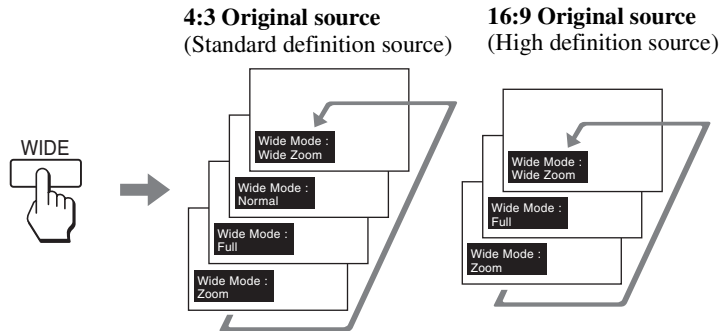 4:3 Original source
(Standard definition source)
16:9 Original source
(High definition source)
WIDE
Wide Mode :
Wide Zoom
Wide Mode :
Normal
Wide Mode :
Full
Wide Mode :
Zoom
Wide Mode :
Wide Zoom
Wide Mode :
Full
Wide Mode :
Zoom